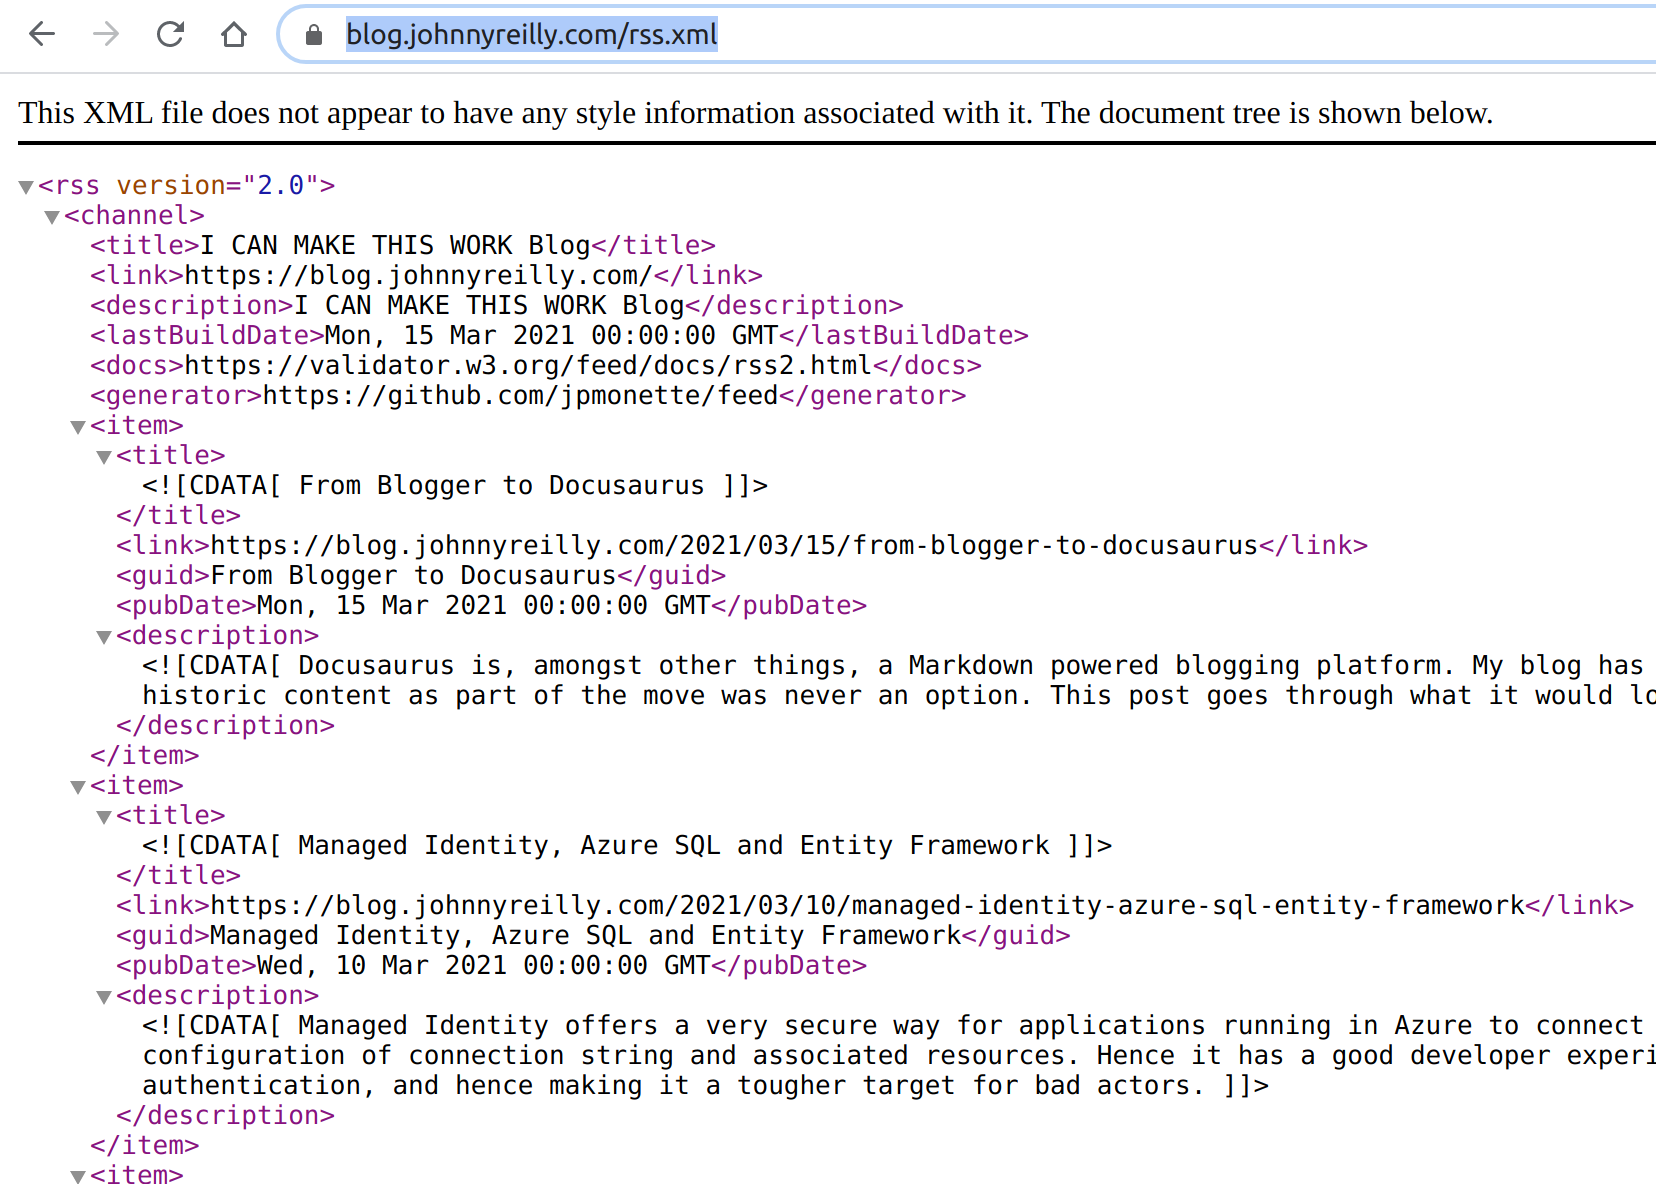 blog.johnnyreilly.com/rss.xml
This XML file does not appear to have any style information associated with it. The document tree is shown below.
<rss version="2.0">
<channel>
<title>I CAN MAKE THIS WORK Blog</title>
<link>https://blog.johnnyreilly.com/</link>
<description>I CAN MAKE THIS WORK Blog</description>
<lastBuildDate>Mon, 15 Mar 2021 00:00:00 GMT</lastBuildDate>
<docs>https://validator.w3.org/feed/docs/rss2.html</docs>
<generator>https://github.com/jpmonette/feed</generator>
<item>
<title>
<![CDATA[ From Blogger to Docusaurus ]]>
</title>
<link>https://blog.johnnyreilly.com/2021/03/15/from-blogger-to-docusaurus</link>
<guid>From Blogger to Docusaurus</guid>
<pubDate>Mon, 15 Mar 2021 00:00:00 GMT</pubDate>
<description>
<![CDATA[ Docusaurus is, amongst other things, a Markdown powered blogging platform. My blog has
historic content as part of the move was never an option. This post goes through what it would lo
</description>
</item>
<item>
<title>
<![CDATA[ Managed Identity, Azure SQL and Entity Framework ]]>
</title>
<link>https://blog.johnnyreilly.com/2021/03/10/managed-identity-azure-sql-entity-framework</link>
<guid>Managed Identity, Azure SQL and Entity Framework</guid>
<pubDate>Wed, 10 Mar 2021 00:00:00 GMT</pubDate>
<description>
<![CDATA[ Managed Identity offers a very secure way for applications running in Azure to connect
configuration of connection string and associated resources. Hence it has a good developer experi
authentication, and hence making it a tougher target for bad actors. ]]>
</description>
</item>
<item>